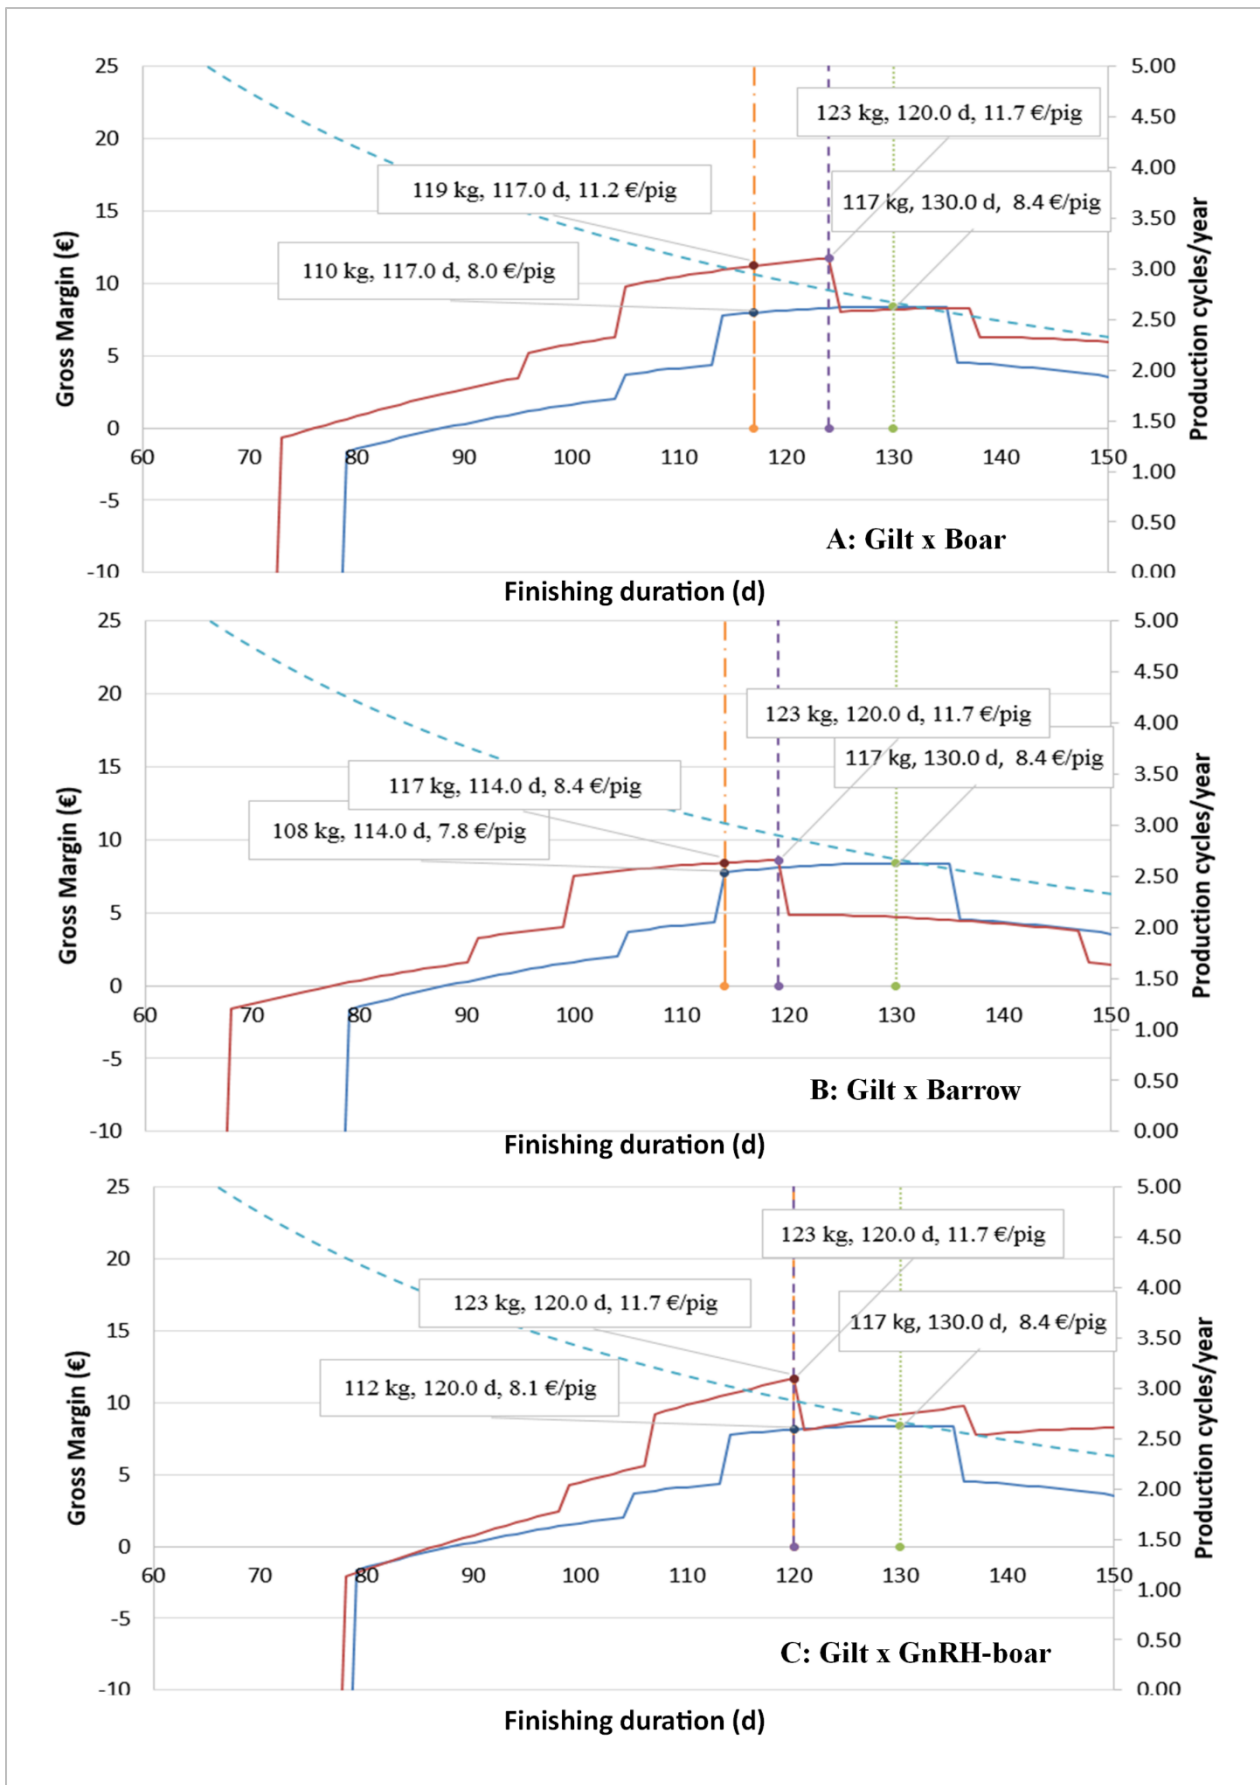 25
5.00
20
4.50
15
4.00
10
3.50
5
3.00
0
2.50
-5
2.00
-10
1.50
1.00
0.50
0.00
Gross Margin (€)
Production cycles/year
123 kg, 120.0 d, 11.7 €/pig
119 kg, 117.0 d, 11.2 €/pig
117 kg, 130.0 d, 8.4 €/pig
110 kg, 117.0 d, 8.0 €/pig
60 70 80 90 100 110 120 130 140 150
A: Gilt x Boar
Finishing duration (d)
25
5.00
20
4.50
15
4.00
10
3.50
5
3.00
0
2.50
-5
2.00
-10
1.50
1.00
0.50
0.00
Gross Margin (€)
Production cycles/year
123 kg, 120.0 d, 11.7 €/pig
117 kg, 130.0 d, 8.4 €/pig
117 kg, 114.0 d, 8.4 €/pig
108 kg, 114.0 d, 7.8 €/pig
60 70 80 90 100 110 120 130 140 150
B: Gilt x Barrow
Finishing duration (d)
25
5.00
20
4.50
15
4.00
10
3.50
5
3.00
0
2.50
-5
2.00
-10
1.50
1.00
0.50
0.00
Gross Margin (€)
Production cycles/year
123 kg, 120.0 d, 11.7 €/pig
123 kg, 120.0 d, 11.7 €/pig
117 kg, 130.0 d, 8.4 €/pig
112 kg, 120.0 d, 8.1 €/pig
60 70 80 90 100 110 120 130 140 150
C: Gilt x GnRH-boar
Finishing duration (d)